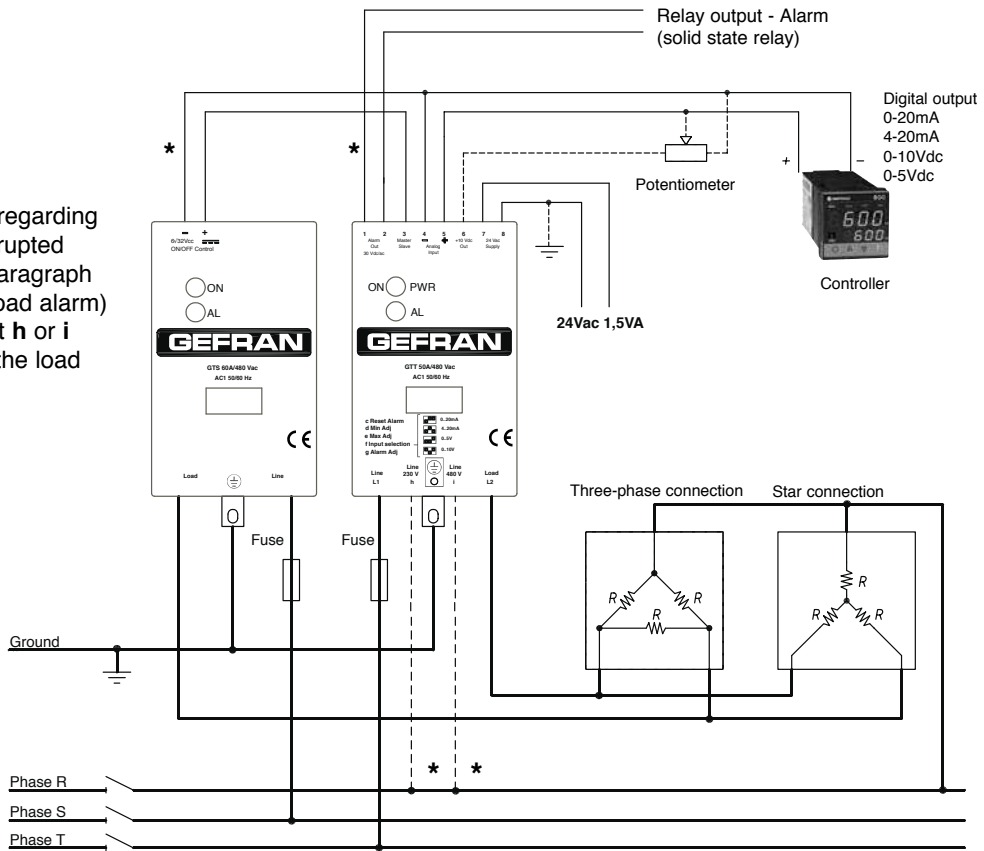 Relay output - Alarm
(solid state relay)
Digital output
0-20mA
4-20mA
0-10Vdc
0-5Vdc
*
*
+
–
Potentiometer
Controller
600
600
regarding
rupted
aragraph
oad alarm)
t h or i
the load
– +
6/32Vcc
ON/OFF Control
ON
AL
GEFRAN
GTS 60A/480 Vac
AC1 50/60 Hz
CE
Load
Line
1 2 3 4 5 6 7 8
Alarm Out 30 Vdc/ac
Master Slave
– +
Analog Input
+10 Vdc Out
24 Vac Supply
ON PWR
AL
GEFRAN
GTT 50A/480 Vac
AC1 50/60 Hz
c Reset Alarm
d Min Adj
e Max Adj
f Input selection
g Alarm Adj
0..20mA
4..20mA
0..5V
0..10V
CE
Line L1
Line 230 V h
Line 480 V i
Load L2
24Vac 1,5VA
Fuse
Fuse
Three-phase connection
Star connection
R
R
R
R
R
R
Ground
*
*
Phase R
Phase S
Phase T